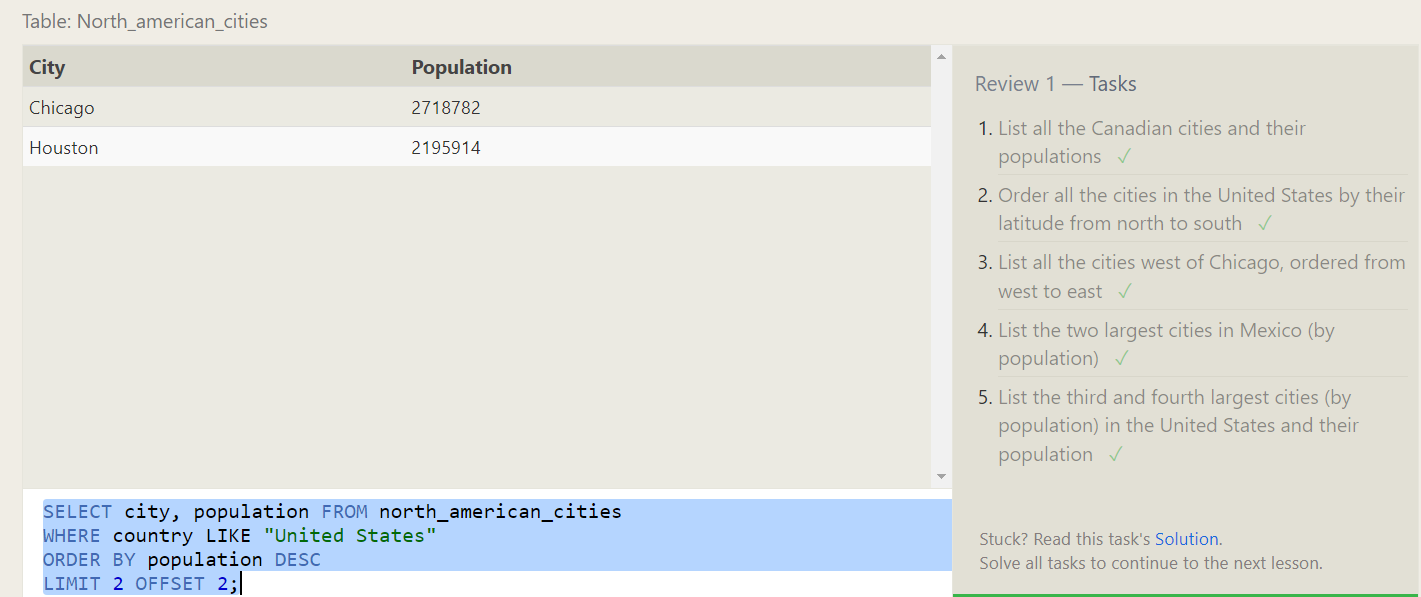 Table: North_american_cities
City Population
Chicago 2718782
Houston 2195914
SELECT city, population FROM north_american_cities
WHERE country LIKE "United States"
ORDER BY population DESC
LIMIT 2 OFFSET 2;
Review 1 — Tasks
1. List all the Canadian cities and their
populations ✓
2. Order all the cities in the United States by their
latitude from north to south ✓
3. List all the cities west of Chicago, ordered from
west to east ✓
4. List the two largest cities in Mexico (by
population) ✓
5. List the third and fourth largest cities (by
population) in the United States and their
population ✓
Stuck? Read this task's Solution.
Solve all tasks to continue to the next lesson.